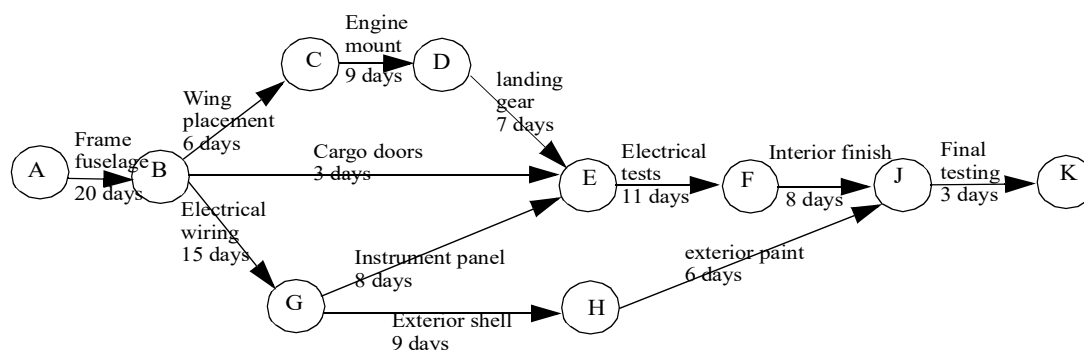 Engine
mount
9 days
C
D
landing
gear
7 days
Wing
placement
6 days
Frame
fuselage
20 days
A
B
Cargo doors
3 days
E
Electrical
tests
11 days
F
Interior finish
8 days
J
Final
testing
3 days
K
Electrical
wiring
15 days
Instrument panel
8 days
exterior paint
6 days
G
H
Exterior shell
9 days